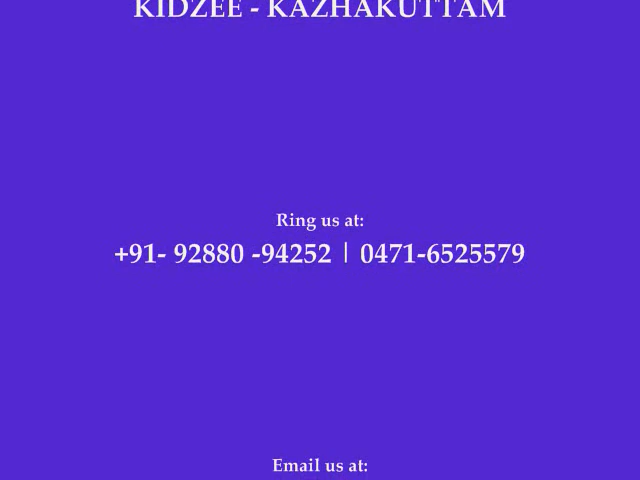 KIDZEE - KAZHAKUTTAM
Ring us at:
+91- 92880 -94252 | 0471-6525579
Email us at: